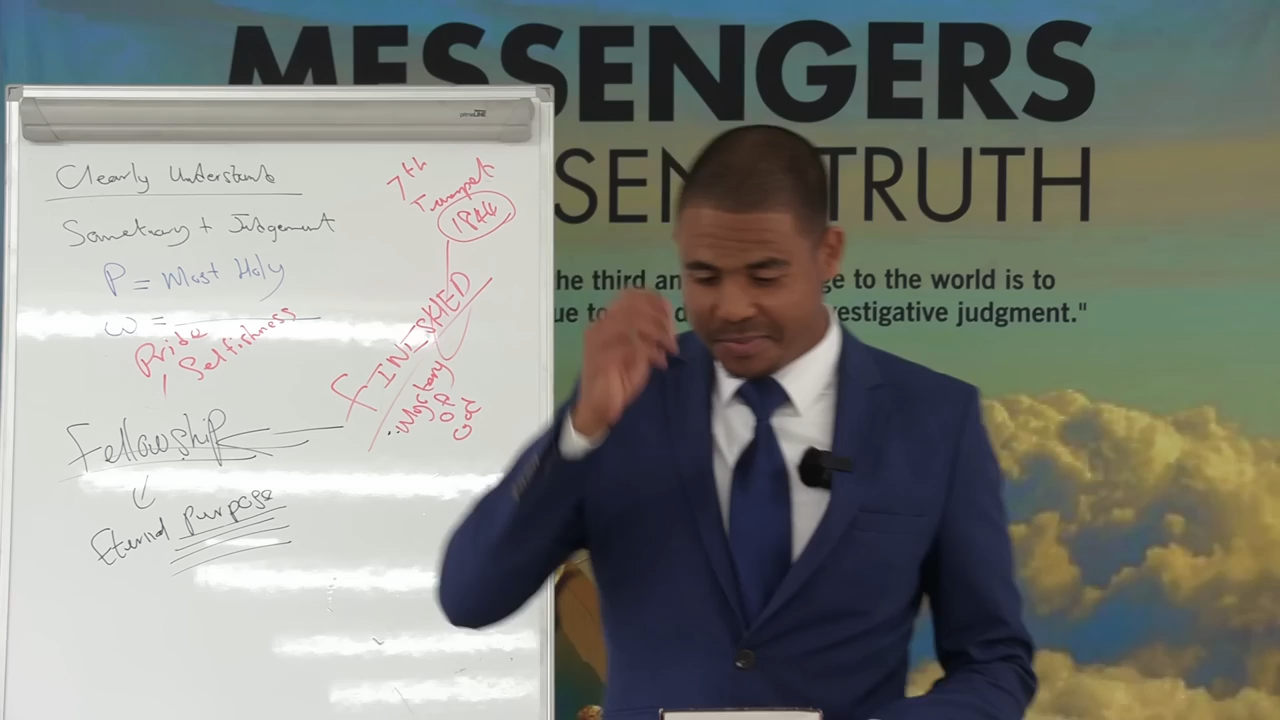 MESSENGERS
SEN TRUTH
he third an ge to the world is to
ue to d estigative judgment."
Clearly Understand
Sanctuary + Judgement
P = Most Holy
W =
Pride
Selfishness
7th
Trumpet
1844
FINISHED
Mystery
OF
God
Fellowship
Eternal Purpose